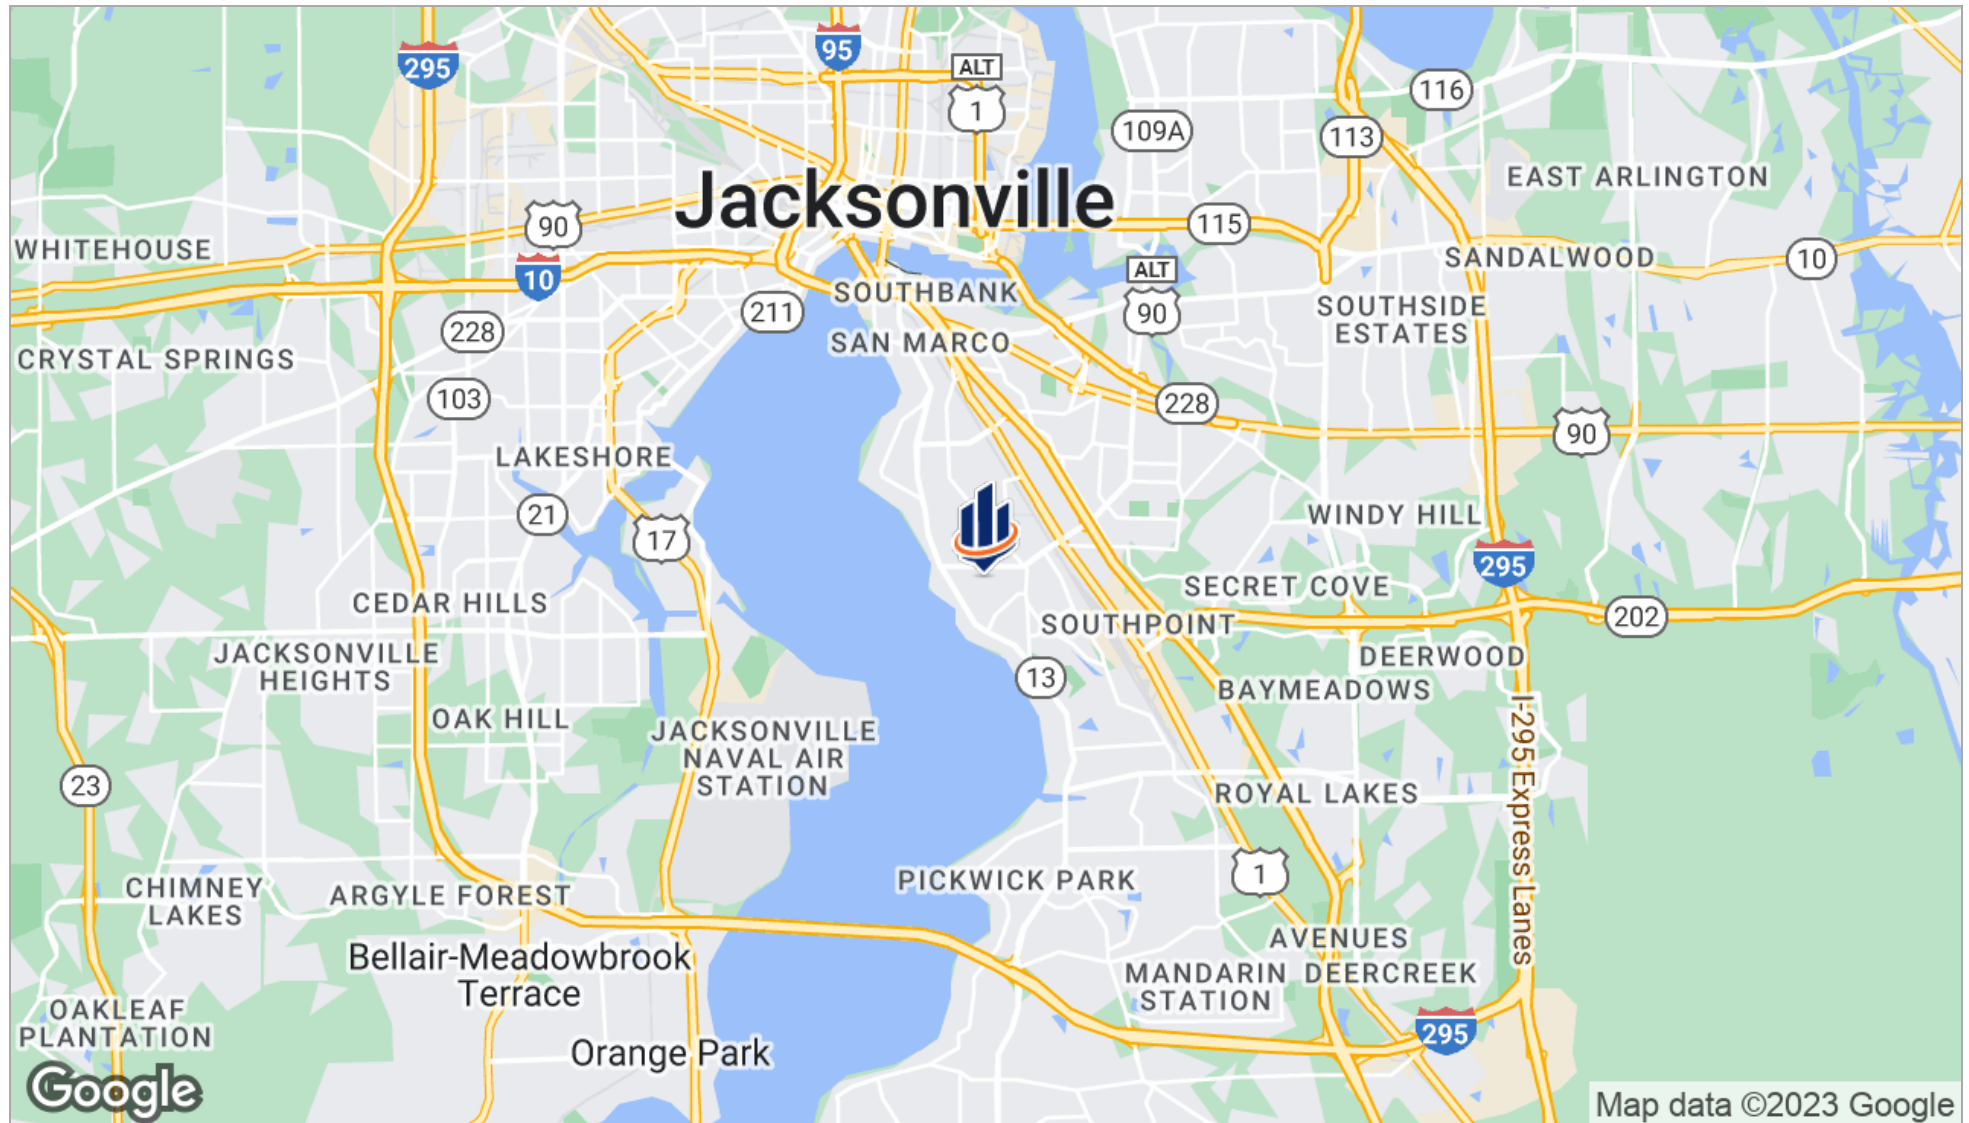 295
95
ALT
1
116
109A
113
EAST ARLINGTON
Jacksonville
90
115
WHITEHOUSE
SANDALWOOD
10
10
ALT
90
SOUTHBANK
211
SOUTHSIDE
ESTATES
228
SAN MARCO
CRYSTAL SPRINGS
103
228
90
LAKESHORE
21
17
WINDY HILL
295
SECRET COVE
CEDAR HILLS
202
SOUTHPOINT
JACKSONVILLE
HEIGHTS
DEERWOOD
13
BAYMEADOWS
OAK HILL
JACKSONVILLE
NAVAL AIR
STATION
I-295 Express Lanes
23
ROYAL LAKES
1
PICKWICK PARK
CHIMNEY
LAKES
ARGYLE FOREST
AVENUES
Bellair-Meadowbrook
Terrace
MANDARIN
STATION
DEERCREEK
OAKLEAF
PLANTATION
295
Orange Park
Google
Map data ©2023 Google